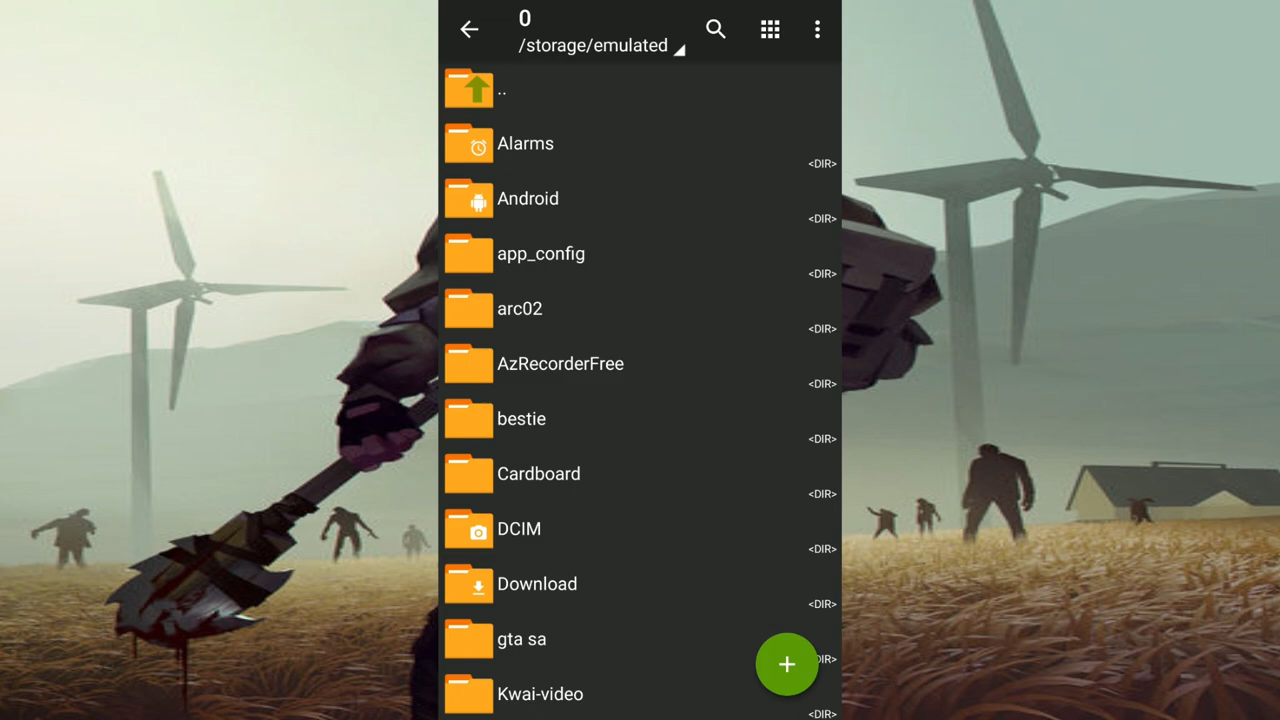 0
/storage/emulated
..
Alarms
<DIR>
Android
<DIR>
app_config
<DIR>
arc02
<DIR>
AzRecorderFree
<DIR>
bestie
<DIR>
Cardboard
<DIR>
DCIM
<DIR>
Download
<DIR>
gta sa
DIR>
Kwai-video
<DIR>